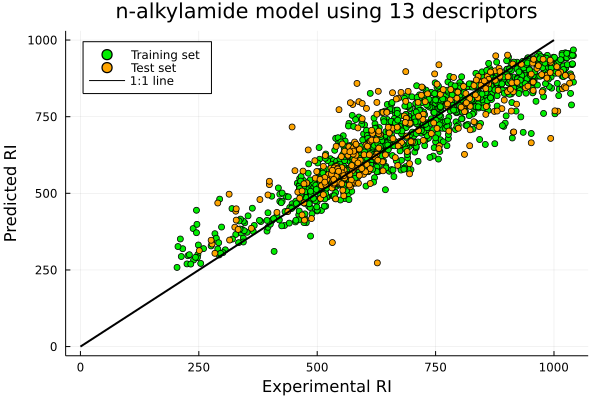 n-alkylamide model using 13 descriptors
Training set
Test set
1:1 line
Predicted RI
1000
750
500
250
0
0 250 500 750 1000
Experimental RI